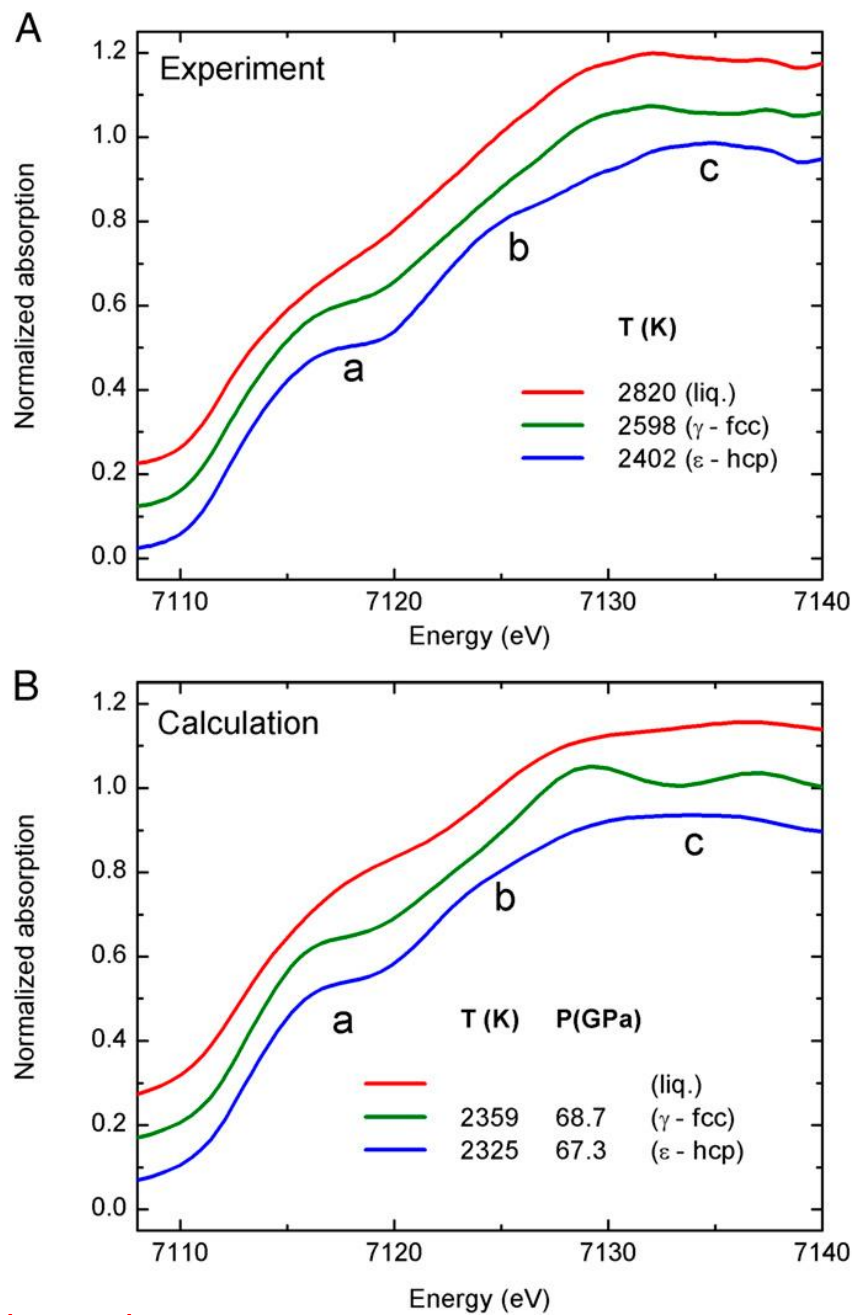 A
Experiment
1.2
1.0
0.8
0.6
0.4
0.2
0.0
Normalized absorption
a
b
c
T (K)
2820 (liq.)
2598 (γ - fcc)
2402 (ε - hcp)
7110 7120 7130 7140
Energy (eV)
B
Calculation
1.2
1.0
0.8
0.6
0.4
0.2
0.0
Normalized absorption
a
b
c
T (K) P(GPa)
(liq.)
2359 68.7 (γ - fcc)
2325 67.3 (ε - hcp)
7110 7120 7130 7140
Energy (eV)